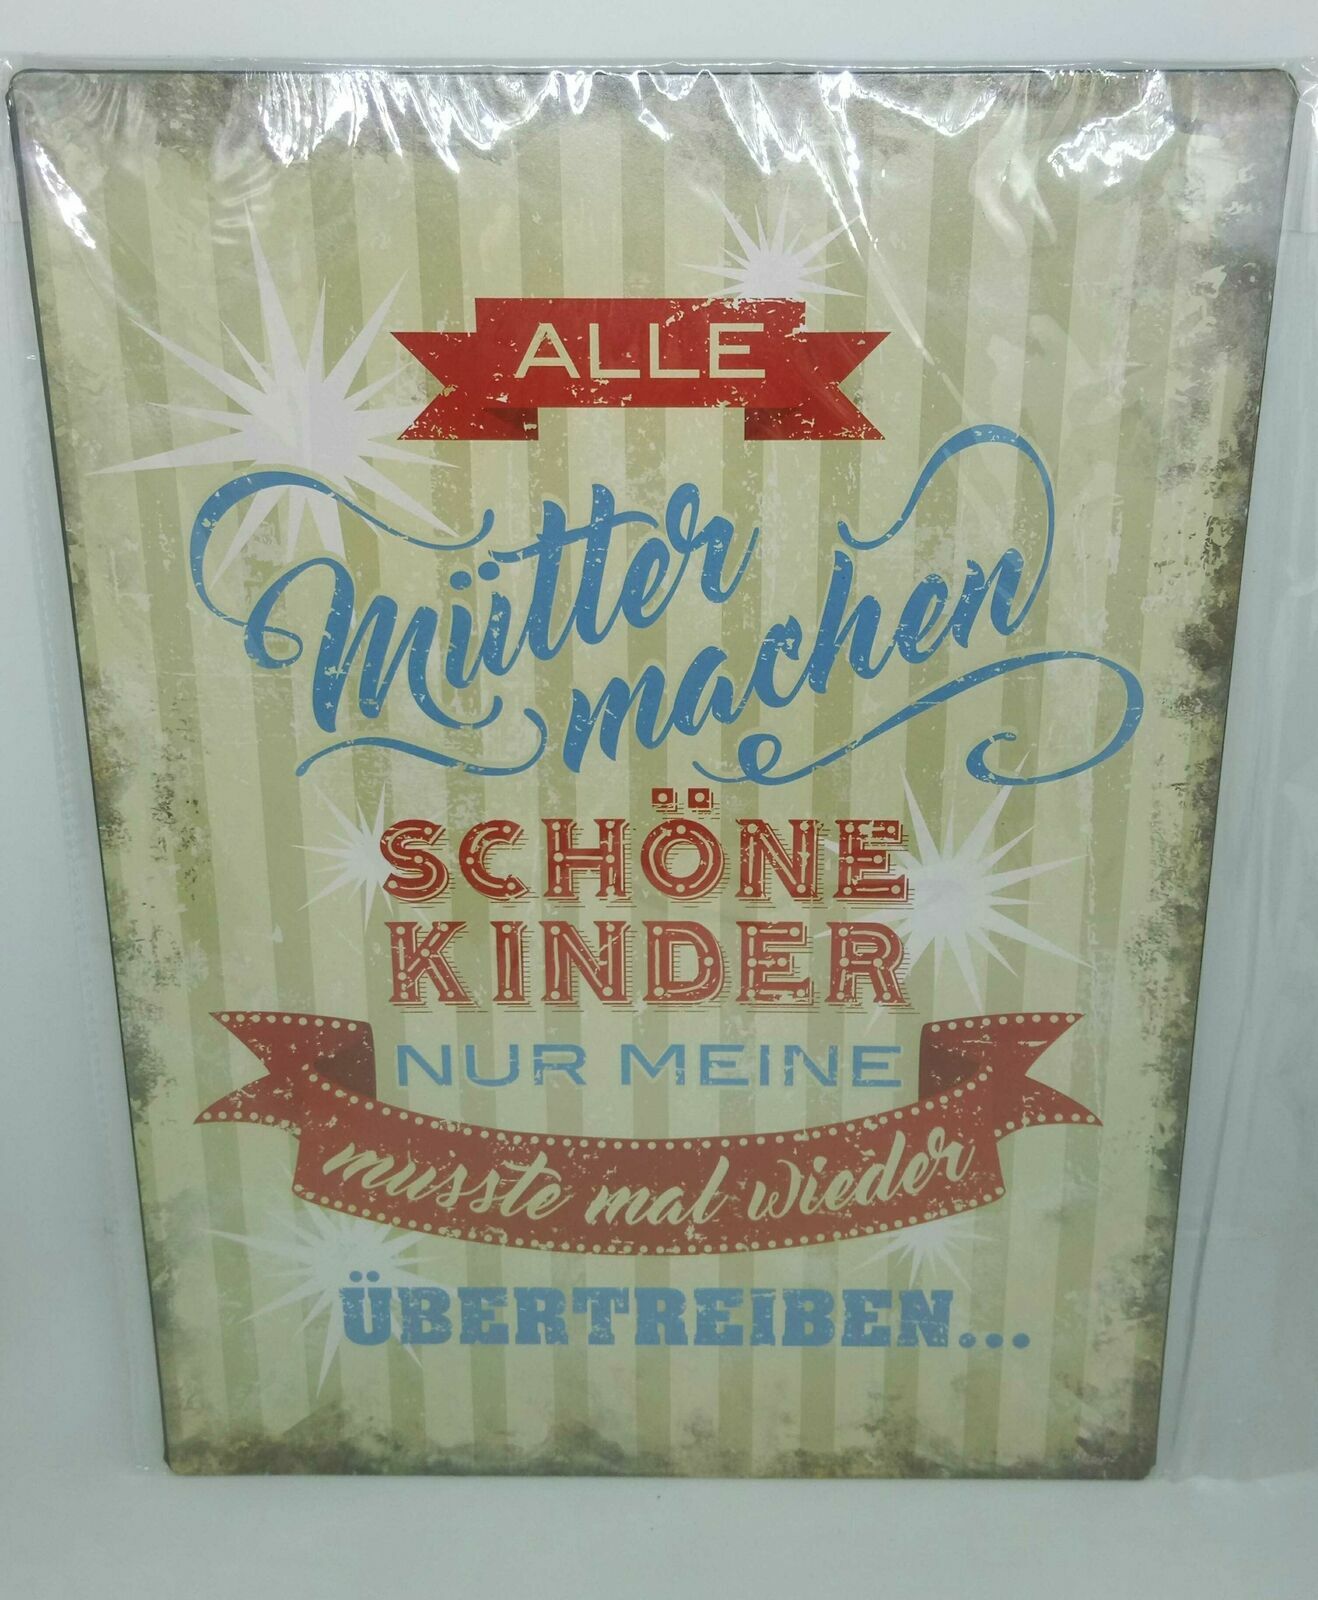 ALLE
Mütter
machen
SCHÖNE
KINDER
NUR MEINE
musste mal wieder
ÜBERTREIBEN...